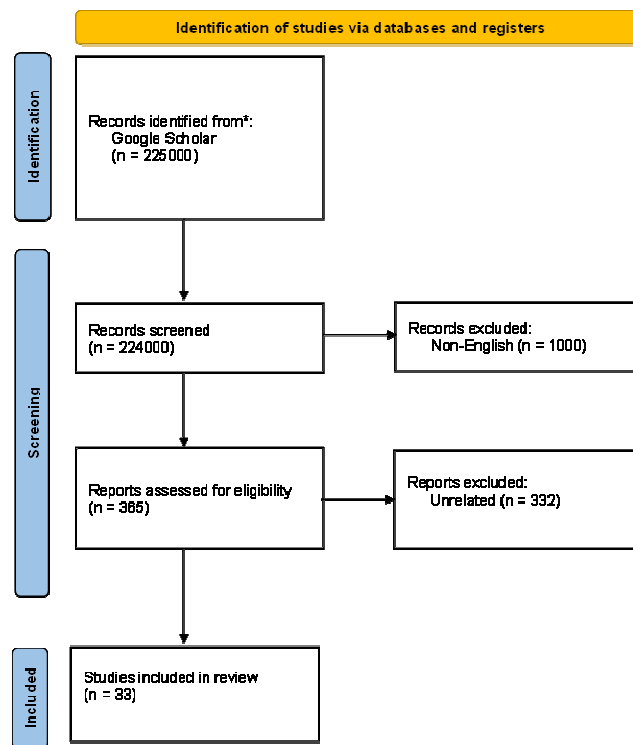 Identification of studies via databases and registers
Identification
Records identified from*:
Google Scholar
(n = 225000)
Screening
Records screened
(n = 224000)
Records excluded:
Non-English (n = 1000)
Reports assessed for eligibility
(n = 365)
Reports excluded:
Unrelated (n = 332)
Included
Studies included in review
(n = 33)